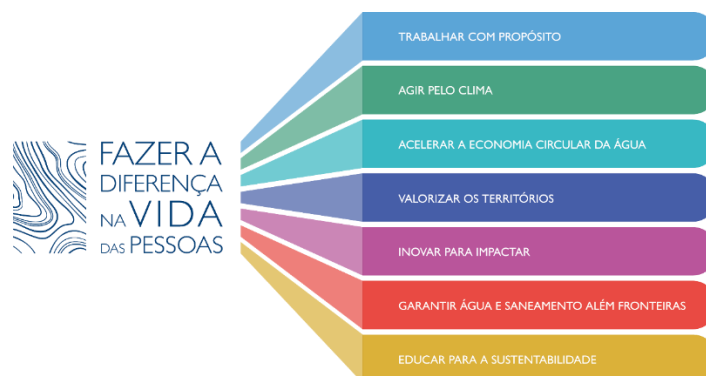 FAZER A
DIFERENÇA
NA VIDA
DAS PESSOAS
TRABALHAR COM PROPÓSITO
AGIR PELO CLIMA
ACELERAR A ECONOMIA CIRCULAR DA ÁGUA
VALORIZAR OS TERRITÓRIOS
INOVAR PARA IMPACTAR
GARANTIR ÁGUA E SANEAMENTO ALÉM FRONTEIRAS
EDUCAR PARA A SUSTENTABILIDADE